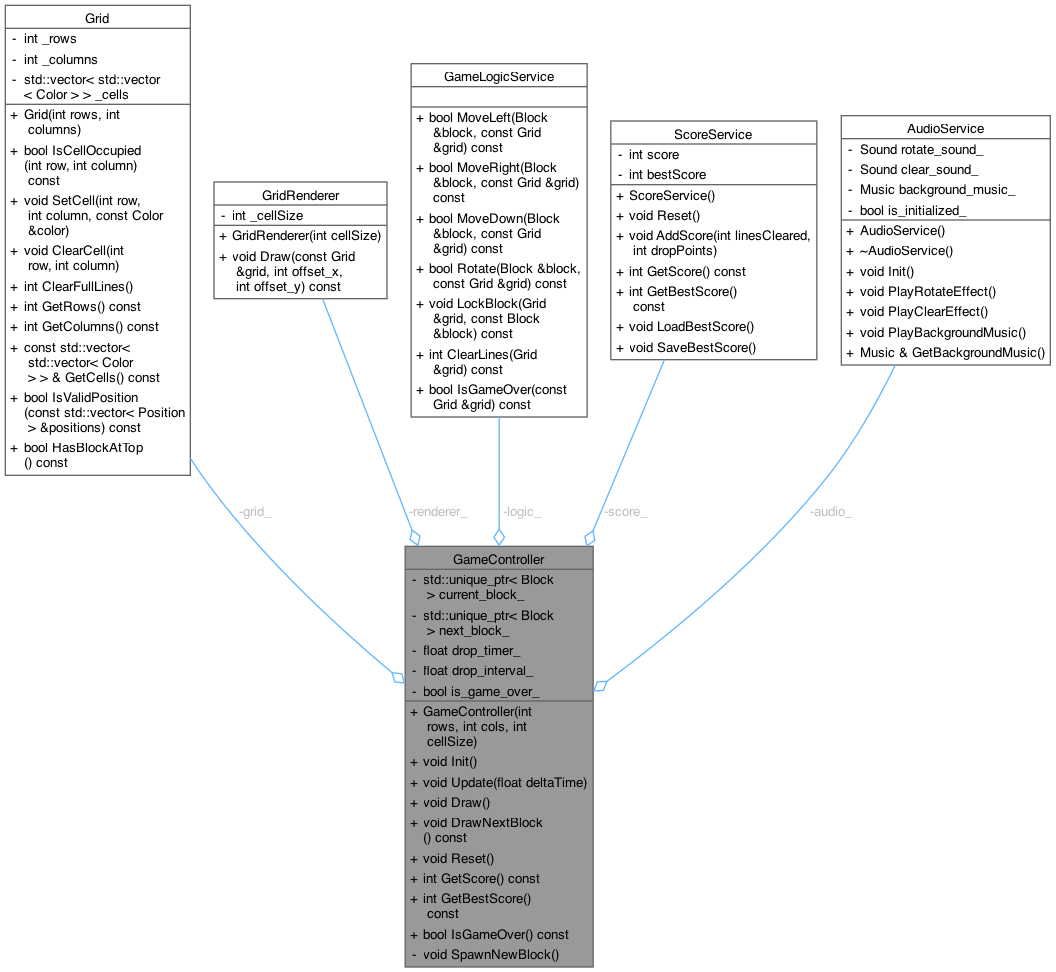 Grid
- int _rows
- int _columns
- std::vector< std::vector
< Color > > _cells
+ Grid(int rows, int
columns)
+ bool IsCellOccupied
(int row, int column)
const
+ void SetCell(int row,
int column, const Color
&color)
+ void ClearCell(int
row, int column)
+ int ClearFullLines()
+ int GetRows() const
+ int GetColumns() const
+ const std::vector<
std::vector< Color
> > & GetCells() const
+ bool IsValidPosition
(const std::vector< Position
> &positions) const
+ bool HasBlockAtTop
() const
GridRenderer
- int _cellSize
+ GridRenderer(int cellSize)
+ void Draw(const Grid
&grid, int offset_x,
int offset_y) const
GameLogicService
+ bool MoveLeft(Block
&block, const Grid
&grid) const
+ bool MoveRight(Block
&block, const Grid &grid)
const
+ bool MoveDown(Block
&block, const Grid
&grid) const
+ bool Rotate(Block &block,
const Grid &grid) const
+ void LockBlock(Grid
&grid, const Block
&block) const
+ int ClearLines(Grid
&grid) const
+ bool IsGameOver(const
Grid &grid) const
ScoreService
- int score
- int bestScore
+ ScoreService()
+ void Reset()
+ void AddScore(int linesCleared,
int dropPoints)
+ int GetScore() const
+ int GetBestScore()
const
+ void LoadBestScore()
+ void SaveBestScore()
AudioService
- Sound rotate_sound_
- Sound clear_sound_
- Music background_music_
- bool is_initialized_
+ AudioService()
+ ~AudioService()
+ void Init()
+ void PlayRotateEffect()
+ void PlayClearEffect()
+ void PlayBackgroundMusic()
+ Music & GetBackgroundMusic()
-grid_
-renderer_
-logic_
-score_
-audio_
GameController
- std::unique_ptr< Block
> current_block_
- std::unique_ptr< Block
> next_block_
- float drop_timer_
- float drop_interval_
- bool is_game_over_
+ GameController(int
rows, int cols, int
cellSize)
+ void Init()
+ void Update(float deltaTime)
+ void Draw()
+ void DrawNextBlock
() const
+ void Reset()
+ int GetScore() const
+ int GetBestScore()
const
+ bool IsGameOver() const
- void SpawnNewBlock()